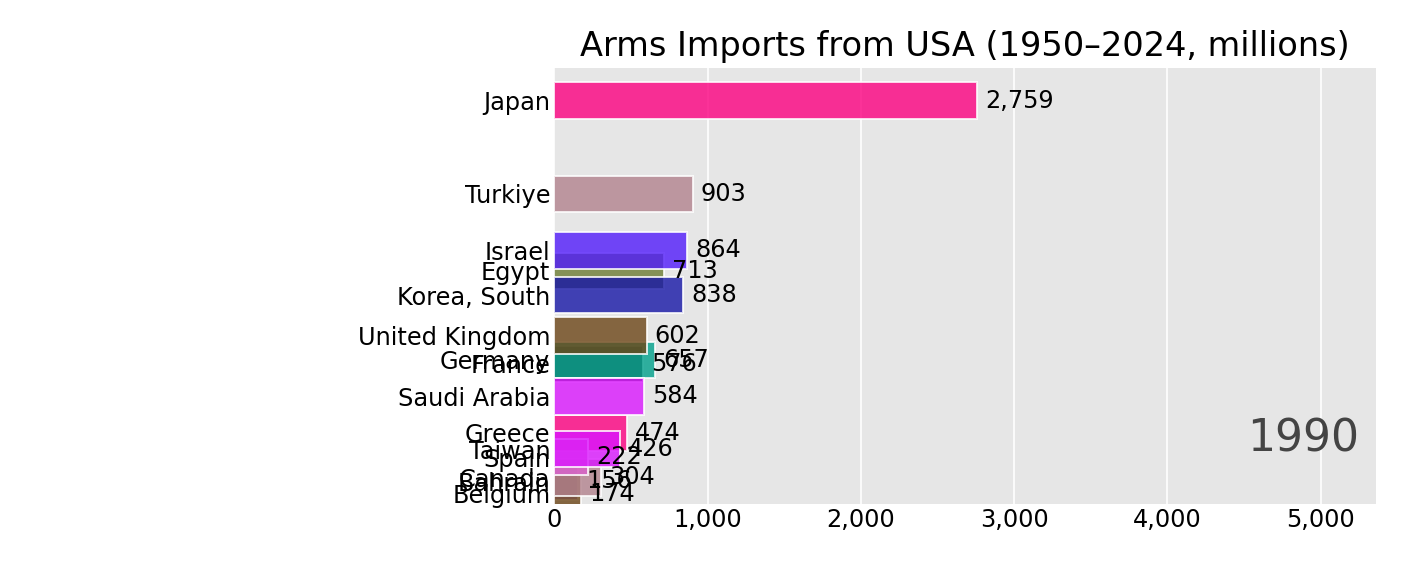 Arms Imports from USA (1950–2024, millions)
Japan 2,759
Turkiye 903
Israel 864
Egypt 713
Korea, South 838
United Kingdom 602
Germany 657
France 576
Saudi Arabia 584
Greece 474
Taiwan 426
Spain 222
Canada 304
Bahrain 156
Belgium 174
1990
0 1,000 2,000 3,000 4,000 5,000